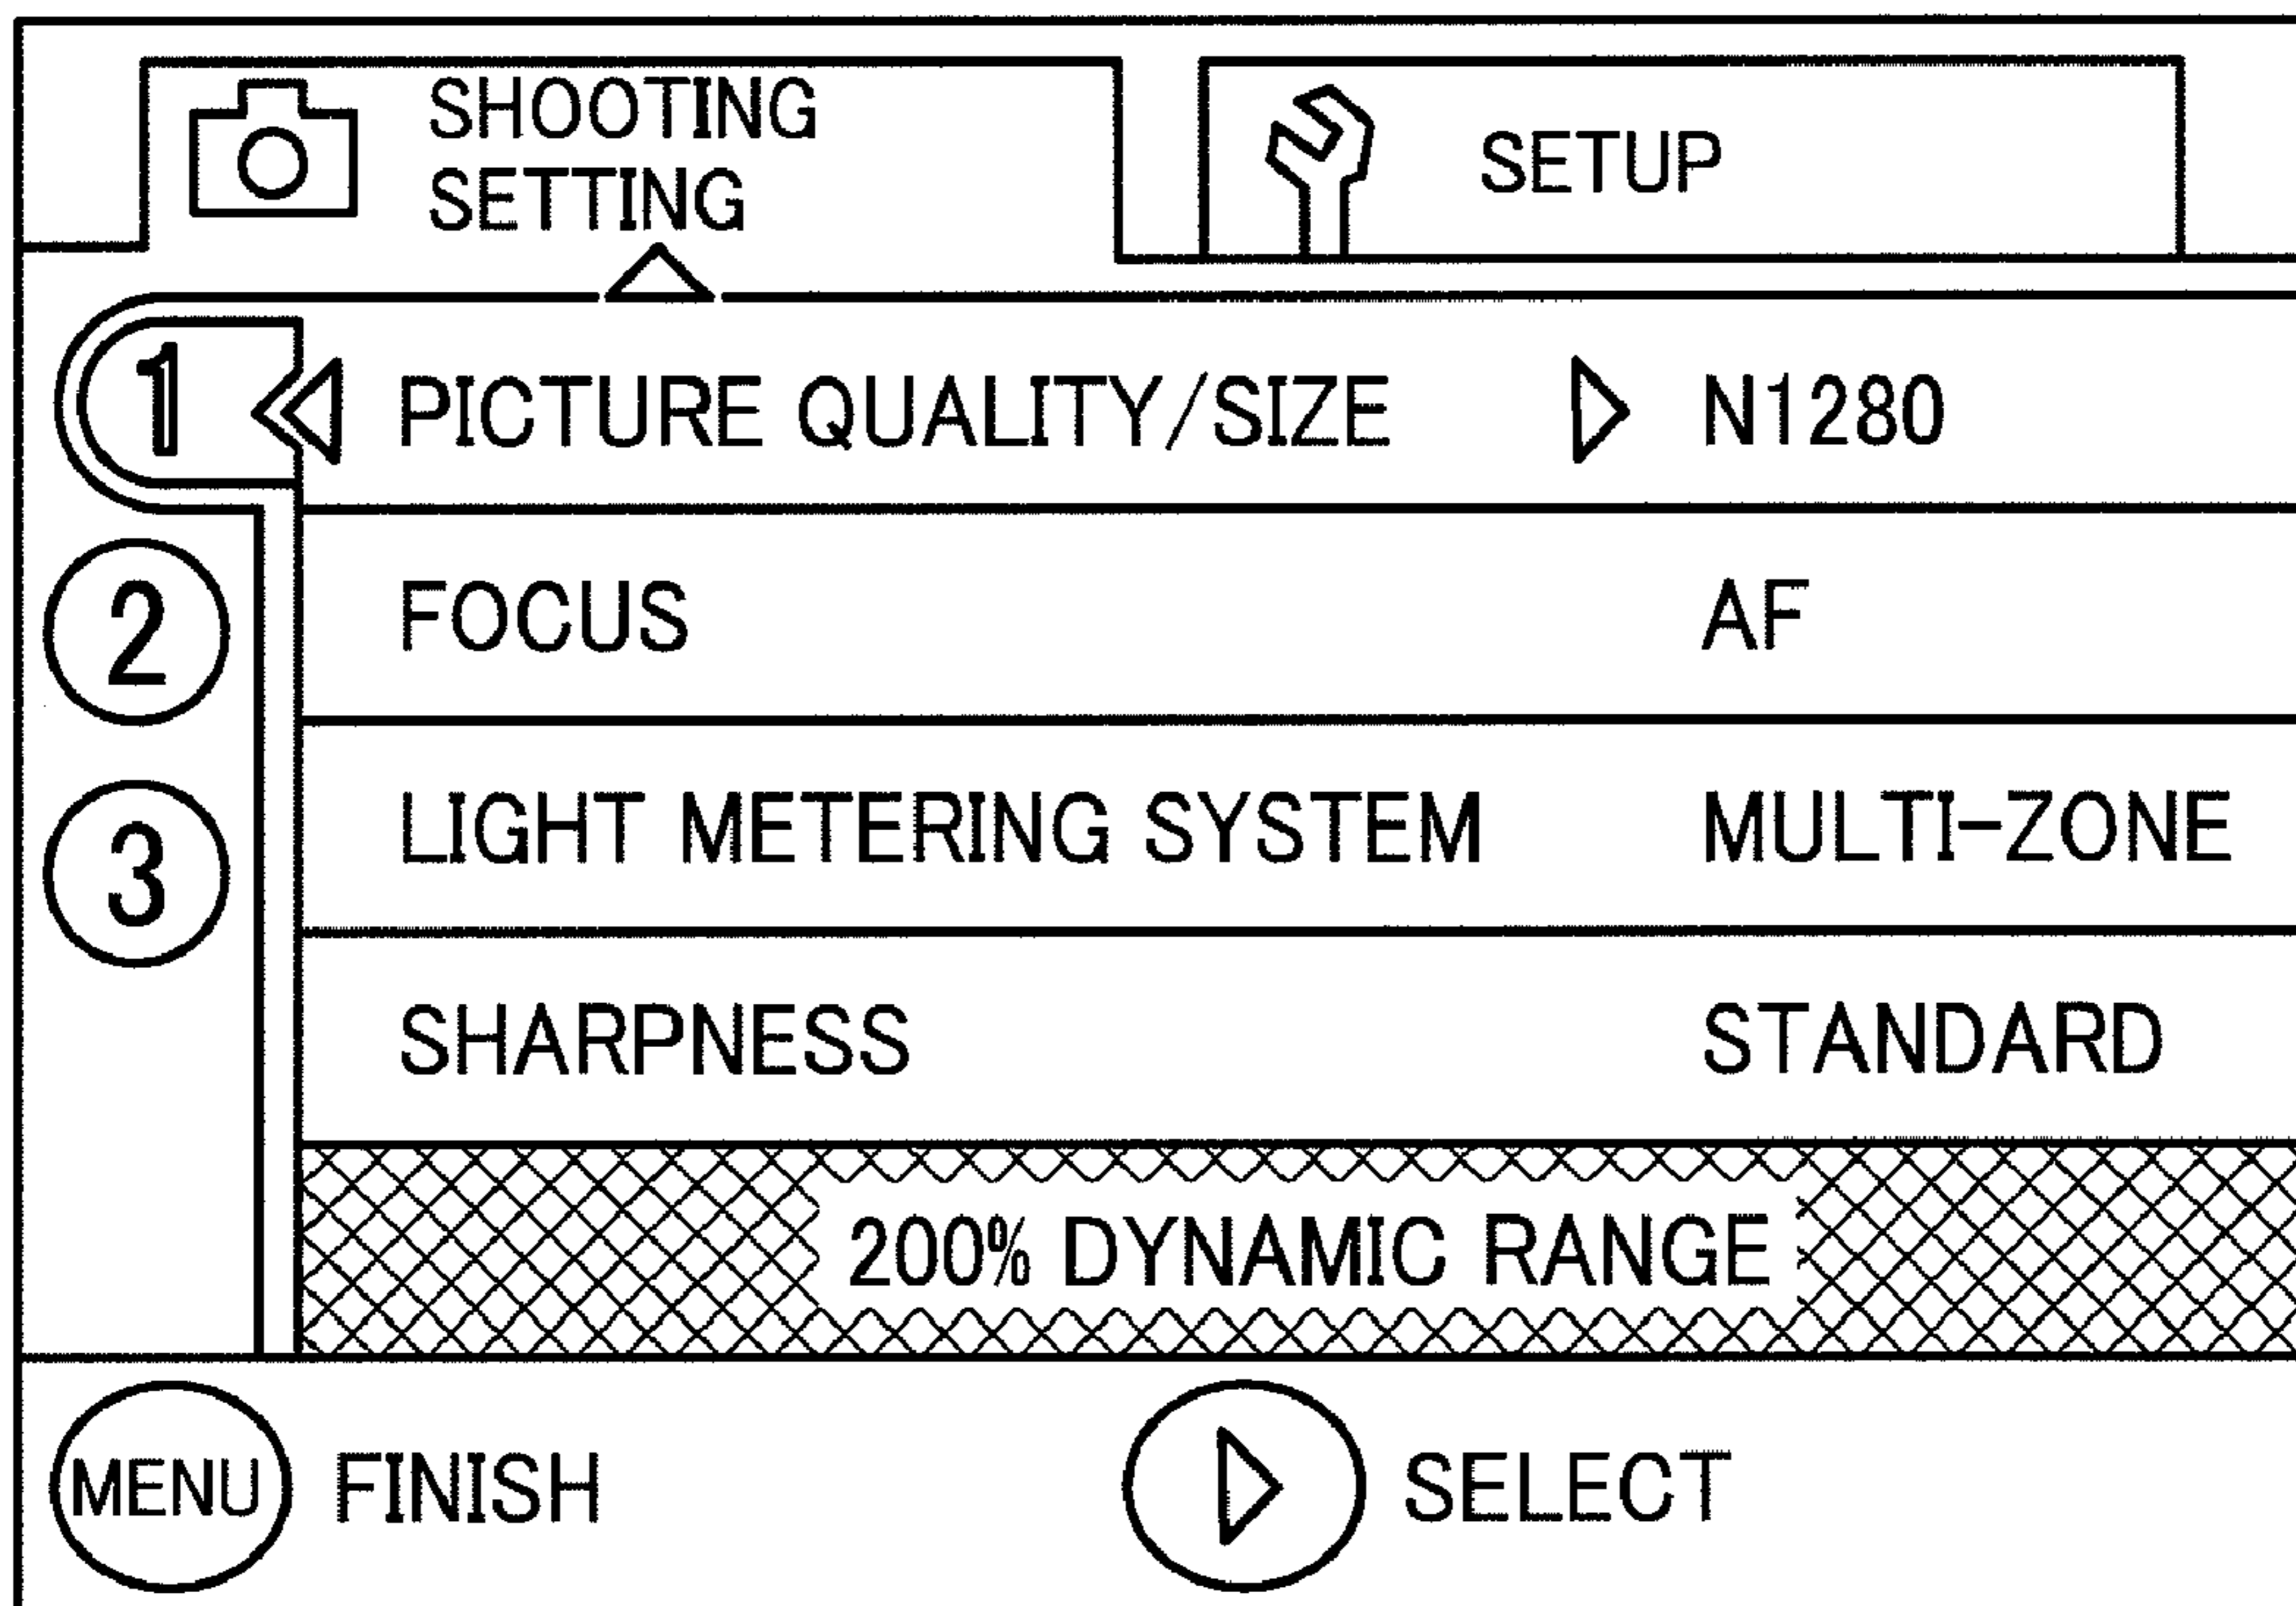 SHOOTING
SETTING
SETUP
1 PICTURE QUALITY/SIZE N1280
2 FOCUS AF
3 LIGHT METERING SYSTEM MULTI-ZONE
SHARPNESS STANDARD
200% DYNAMIC RANGE
MENU FINISH SELECT